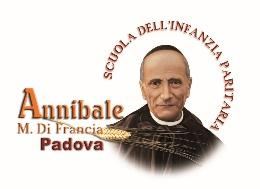 SCUOLA DELL'INFANZIA PARITARIA
Annibale
M. Di Francia
Padova